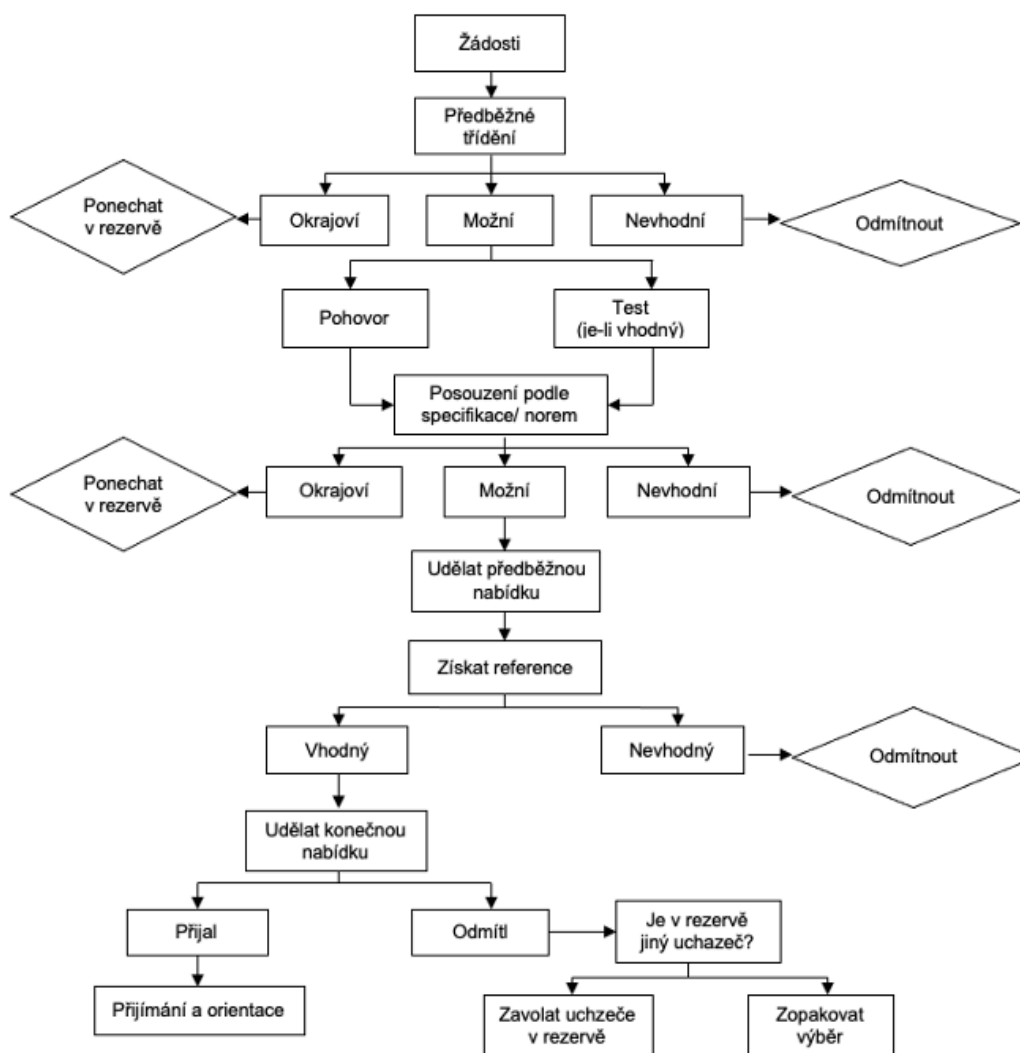 Žádosti
Předběžné
třídění
Ponechat
v rezervě
Okrajoví
Možní
Nevhodní
Odmítnout
Pohovor
Test
(je-li vhodný)
Posouzení podle
specifikace/ norem
Ponechat
v rezervě
Okrajoví
Možní
Nevhodní
Odmítnout
Udělat předběžnou
nabídku
Získat reference
Vhodný
Nevhodný
Odmítnout
Udělat konečnou
nabídku
Přijal
Odmítl
Je v rezervě
jiný uchazeč?
Přijímání a orientace
Zavolat uchzeče
v rezervě
Zopakovat
výběr